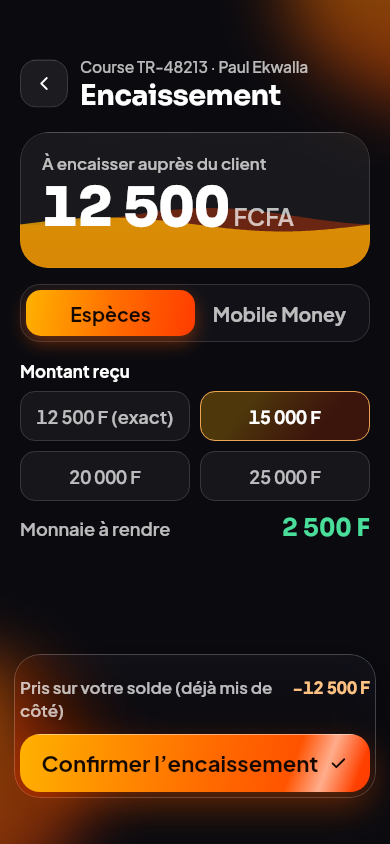 Course TR-48213 · Paul Ekwalla
Encaissement
À encaisser auprès du client
12 500 FCFA
Espèces
Mobile Money
Montant reçu
12 500 F (exact)
15 000 F
20 000 F
25 000 F
Monnaie à rendre
2 500 F
Pris sur votre solde (déjà mis de
côté)
−12 500 F
Confirmer l’encaissement